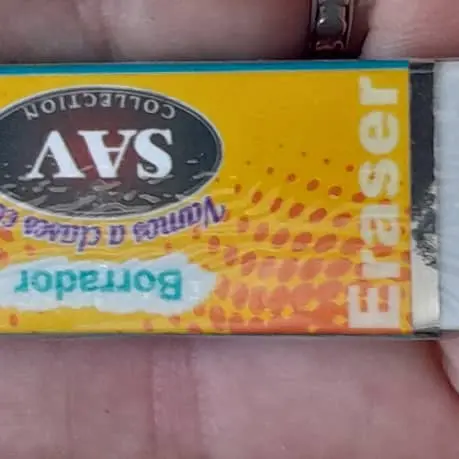 Borrador
Vamos a clases
SAV
COLLECTION
Eraser